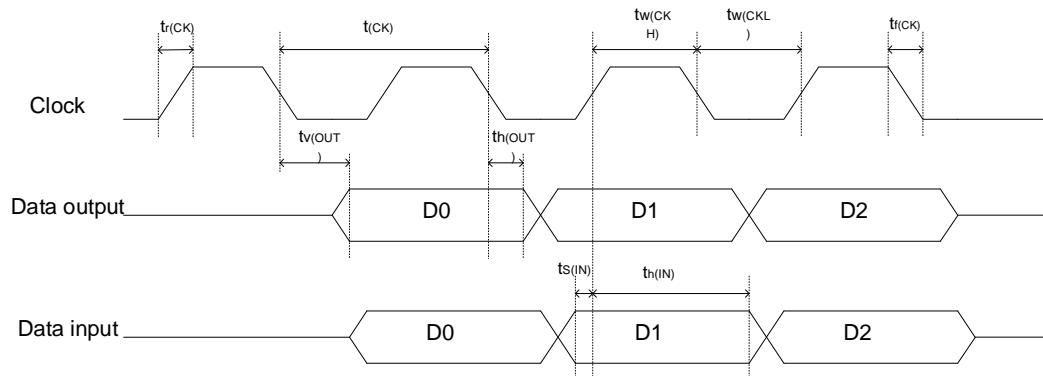 tr(CK)
t(CK)
tw(CK
H)
tw(CKL
)
tf(CK)
Clock
tv(OUT
)
th(OUT
)
Data output
D0
D1
D2
tS(IN)
th(IN)
Data input
D0
D1
D2